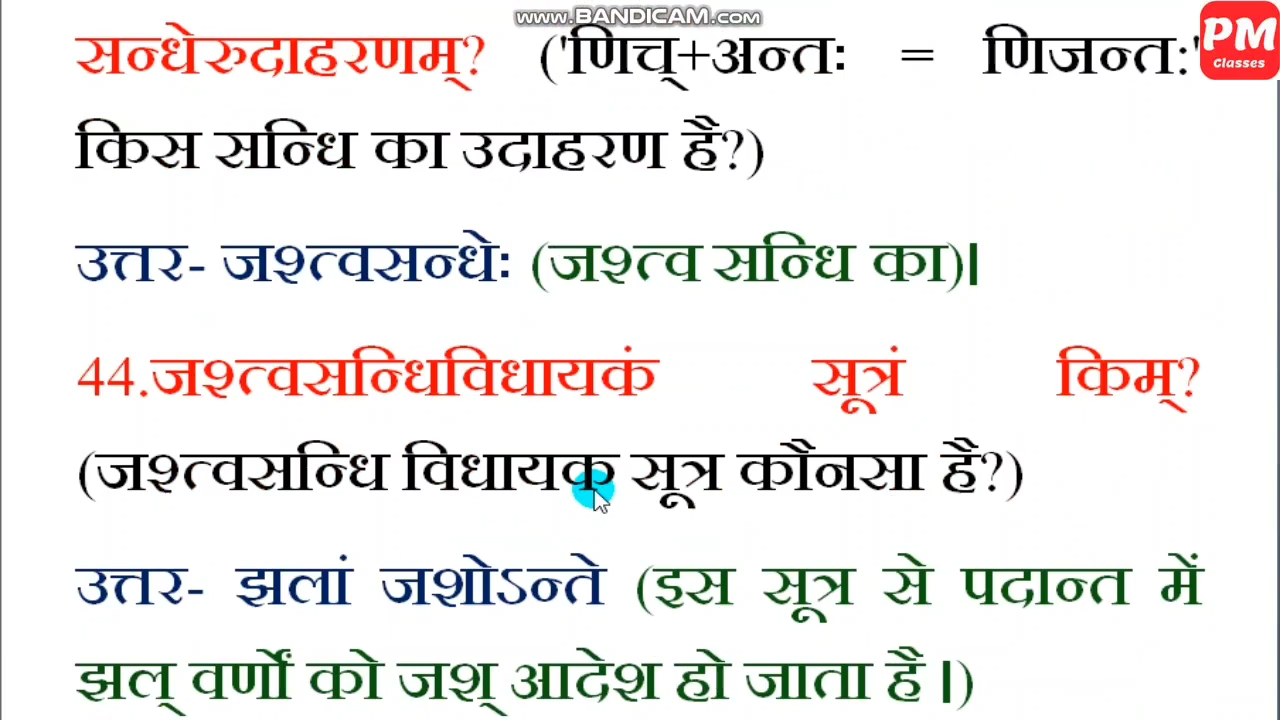 www.BANDICAM.com
PM
Classes
सन्धेरुदाहरणम्? ('णिच्+अन्तः = णिजन्त:'
किस सन्धि का उदाहरण है?)
उत्तर- जश्त्वसन्धेः (जश्त्व सन्धि का)।
44.जश्त्वसन्धिविधायकं सूत्रं किम्?
(जश्त्वसन्धि विधायक सूत्र कौनसा है?)
उत्तर- झलां जशोऽन्ते (इस सूत्र से पदान्त में
झल् वर्णों को जश् आदेश हो जाता है।)